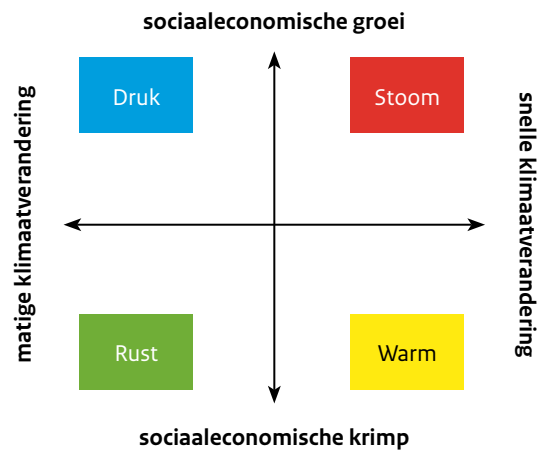 sociaaleconomische groei
Druk
Stoom
matige klimaatverandering
snelle klimaatverandering
Rust
Warm
sociaaleconomische krimp